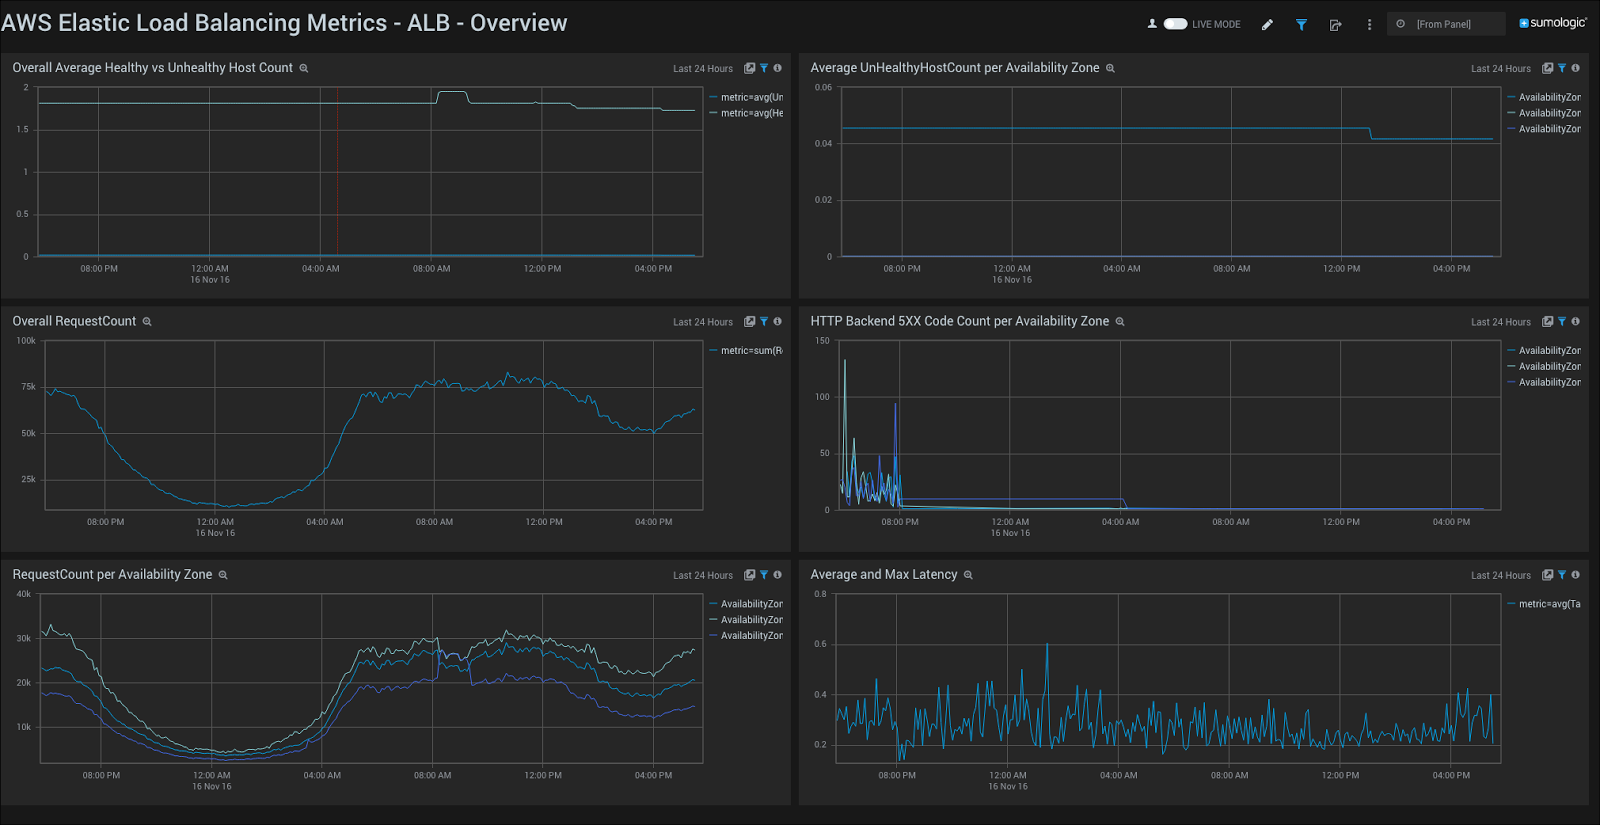 AWS Elastic Load Balancing Metrics - ALB - Overview
LIVE MODE
[From Panel]
sumologic
Overall Average Healthy vs Unhealthy Host Count
Last 24 Hours
2
1.5
1
0.5
0
08:00 PM
12:00 AM
16 Nov 16
04:00 AM
08:00 AM
12:00 PM
04:00 PM
metric=avg(Un
metric=avg(He
Average UnHealthyHostCount per Availability Zone
Last 24 Hours
0.06
0.04
0.02
0
08:00 PM
12:00 AM
16 Nov 16
04:00 AM
08:00 AM
12:00 PM
04:00 PM
AvailabilityZon
AvailabilityZon
AvailabilityZon
Overall RequestCount
Last 24 Hours
100k
75k
50k
25k
08:00 PM
12:00 AM
16 Nov 16
04:00 AM
08:00 AM
12:00 PM
04:00 PM
metric=sum(R
HTTP Backend 5XX Code Count per Availability Zone
Last 24 Hours
150
100
50
0
08:00 PM
12:00 AM
16 Nov 16
04:00 AM
08:00 AM
12:00 PM
04:00 PM
AvailabilityZon
AvailabilityZon
AvailabilityZon
RequestCount per Availability Zone
Last 24 Hours
40k
30k
20k
10k
08:00 PM
12:00 AM
16 Nov 16
04:00 AM
08:00 AM
12:00 PM
04:00 PM
AvailabilityZon
AvailabilityZon
AvailabilityZon
Average and Max Latency
Last 24 Hours
0.8
0.6
0.4
0.2
08:00 PM
12:00 AM
16 Nov 16
04:00 AM
08:00 AM
12:00 PM
04:00 PM
metric=avg(Ta